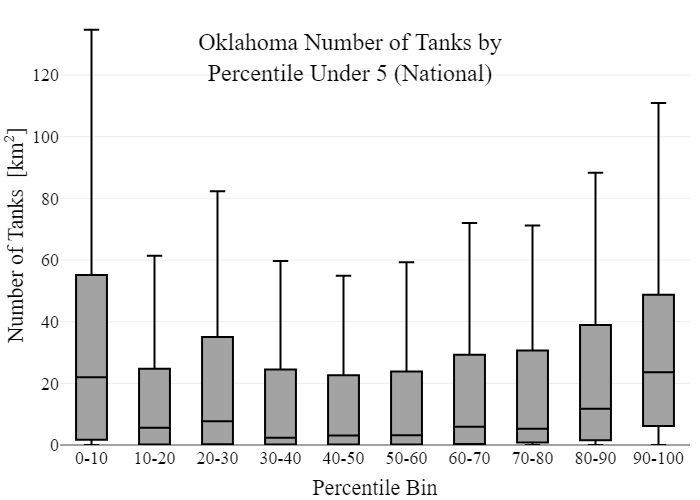 Oklahoma Number of Tanks by
Percentile Under 5 (National)
Number of Tanks [km²]
120
100
80
60
40
20
0
0-10 10-20 20-30 30-40 40-50 50-60 60-70 70-80 80-90 90-100
Percentile Bin